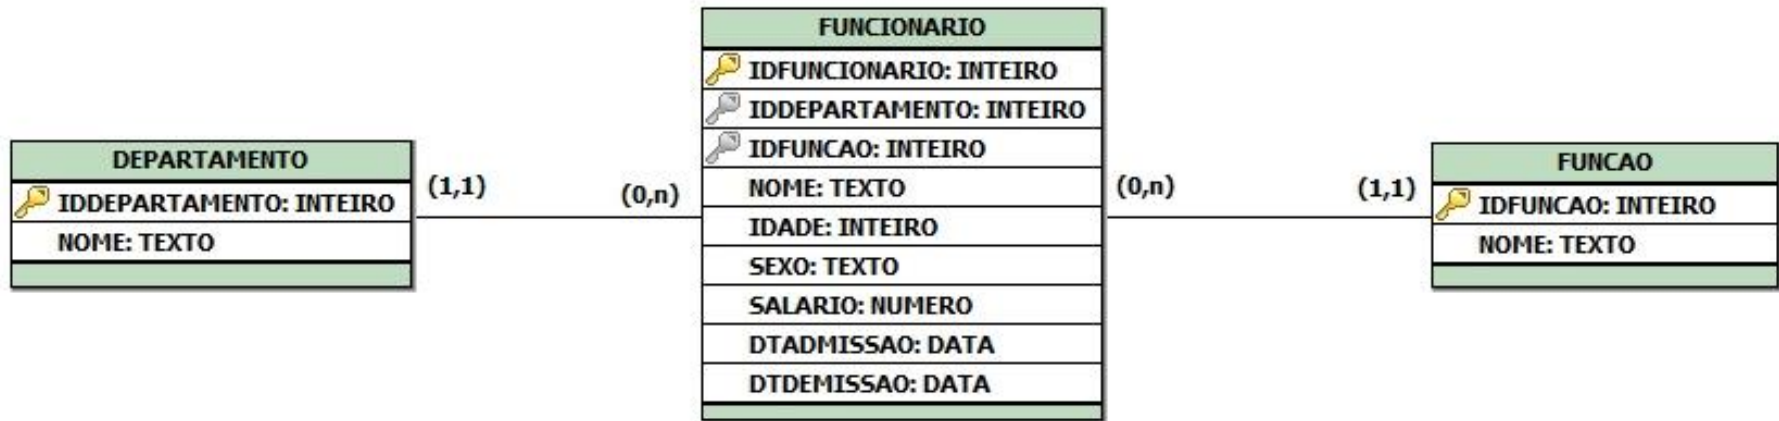 DEPARTAMENTO
IDDEPARTAMENTO: INTEIRO
NOME: TEXTO
(1,1)
(0,n)
FUNCIONARIO
IDFUNCIONARIO: INTEIRO
IDDEPARTAMENTO: INTEIRO
IDFUNCAO: INTEIRO
NOME: TEXTO
IDADE: INTEIRO
SEXO: TEXTO
SALARIO: NUMERO
DTADMISSAO: DATA
DTDEMISSAO: DATA
(0,n)
(1,1)
FUNCAO
IDFUNCAO: INTEIRO
NOME: TEXTO